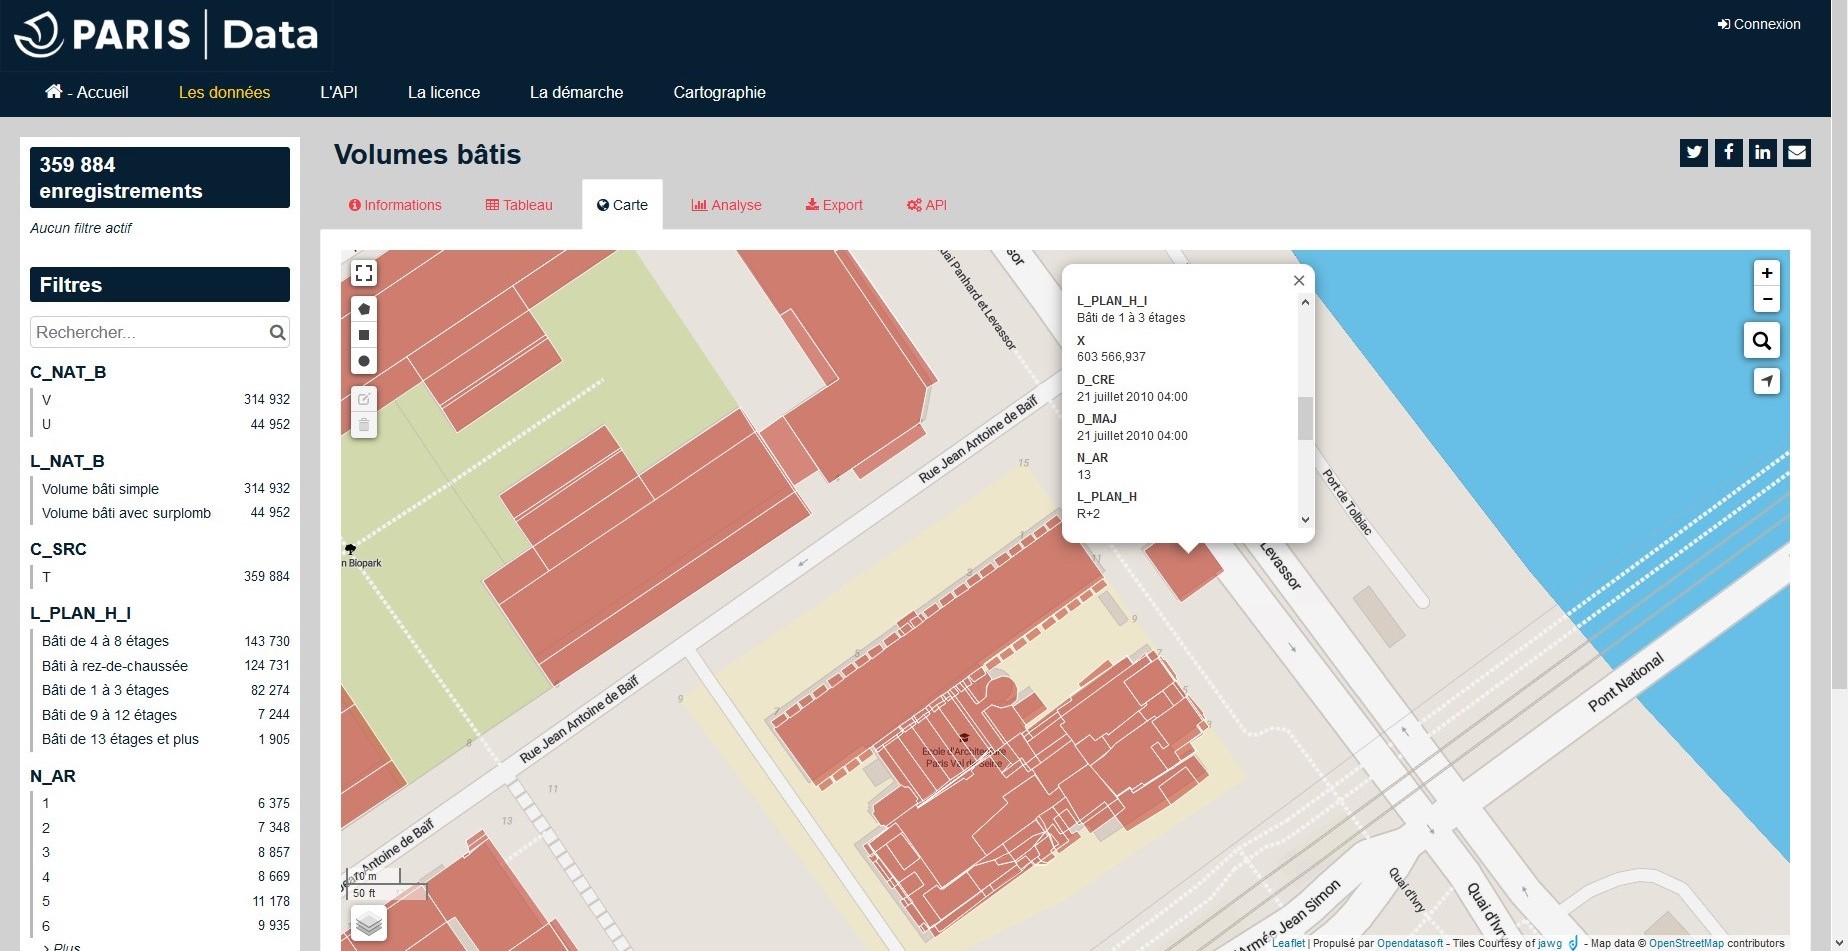 PARIS | Data
Connexion
- Accueil
Les données
L'API
La licence
La démarche
Cartographie
359 884
enregistrements
Aucun filtre actif
Filtres
Rechercher...
C_NAT_B
V 314 932
U 44 952
L_NAT_B
Volume bâti simple 314 932
Volume bâti avec surplomb 44 952
C_SRC
T 359 884
L_PLAN_H_I
Bâti de 4 à 8 étages 143 730
Bâti à rez-de-chaussée 124 731
Bâti de 1 à 3 étages 82 274
Bâti de 9 à 12 étages 7 244
Bâti de 13 étages et plus 1 905
N_AR
1 6 375
2 7 348
3 8 857
4 8 669
5 11 178
6 9 935
> Plus
Volumes bâtis
Informations
Tableau
Carte
Analyse
Export
API
L_PLAN_H_I
Bâti de 1 à 3 étages
X
603 566,937
D_CRE
21 juillet 2010 04:00
D_MAJ
21 juillet 2010 04:00
N_AR
13
L_PLAN_H
R+2
+
−
uai Panhard et Levassor
sor
Rue Jean Antoine de Baïf
15
Port de Tolbiac
Levassor
n Biopark
1
11
3
9
5
7
7
5
3
9
8
11
13
Ecole d'Architecture
Paris Val de Seine
Rue Jean Antoine de Baïf
Jean Antoine de Baïf
Pont National
Quai d'Ivry
Quai d'Ivry
Armée Jean Simon
10 m
50 ft
Leaflet | Propulsé par Opendatasoft - Tiles Courtesy of jawg - Map data © OpenStreetMap contributors